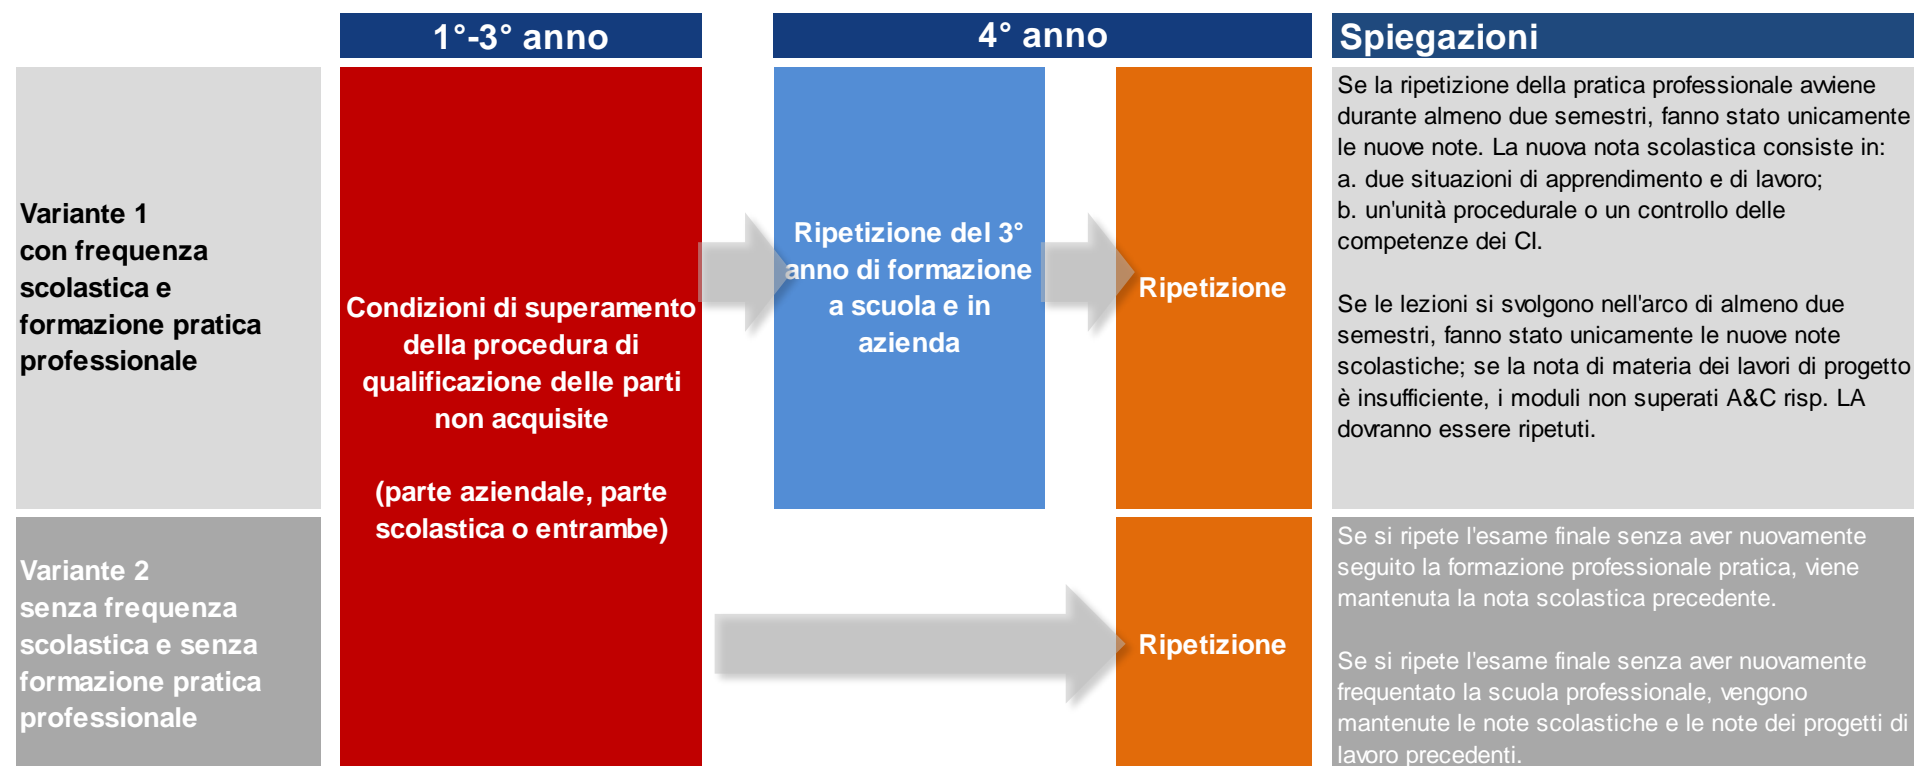 1°-3° anno
4° anno
Spiegazioni
Variante 1
con frequenza
scolastica e
formazione pratica
professionale
Condizioni di superamento
della procedura di
qualificazione delle parti
non acquisite
(parte aziendale, parte
scolastica o entrambe)
Ripetizione del 3°
anno di formazione
a scuola e in
azienda
Ripetizione
Se la ripetizione della pratica professionale avviene
durante almeno due semestri, fanno stato unicamente
le nuove note. La nuova nota scolastica consiste in:
a. due situazioni di apprendimento e di lavoro;
b. un'unità procedurale o un controllo delle
competenze dei CI.
Se le lezioni si svolgono nell'arco di almeno due
semestri, fanno stato unicamente le nuove note
scolastiche; se la nota di materia dei lavori di progetto
è insufficiente, i moduli non superati A&C risp. LA
dovranno essere ripetuti.
Variante 2
senza frequenza
scolastica e senza
formazione pratica
professionale
Ripetizione
Se si ripete l'esame finale senza aver nuovamente
seguito la formazione professionale pratica, viene
mantenuta la nota scolastica precedente.
Se si ripete l'esame finale senza aver nuovamente
frequentato la scuola professionale, vengono
mantenute le note scolastiche e le note dei progetti di
lavoro precedenti.